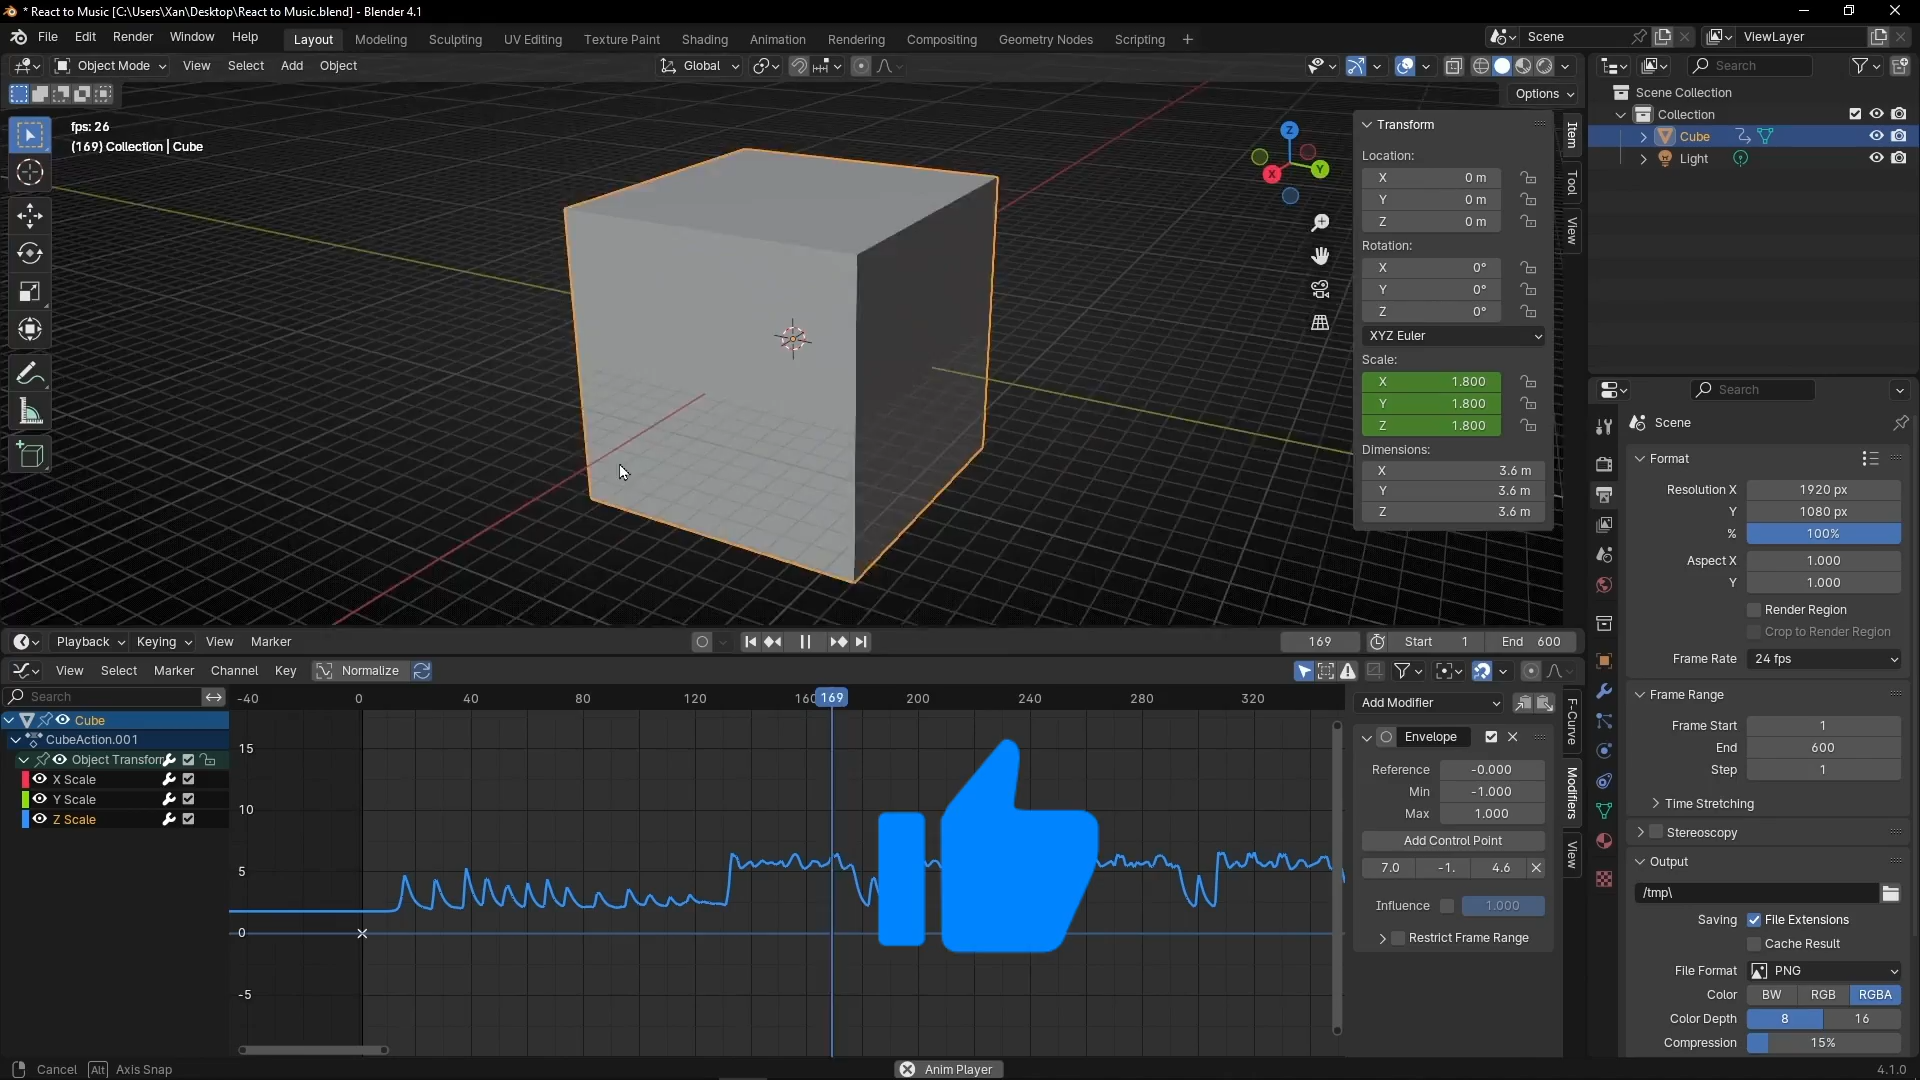 * React to Music [C:\Users\Xan\Desktop\React to Music.blend] - Blender 4.1
File Edit Render Window Help
Layout Modeling Sculpting UV Editing Texture Paint Shading Animation Rendering Compositing Geometry Nodes Scripting +
Scene
ViewLayer
Object Mode View Select Add Object
Global
Options
Search
fps: 26
(169) Collection | Cube
Z
Y
X
Transform
Location:
X 0 m
Y 0 m
Z 0 m
Rotation:
X 0°
Y 0°
Z 0°
XYZ Euler
Scale:
X 1.800
Y 1.800
Z 1.800
Dimensions:
X 3.6 m
Y 3.6 m
Z 3.6 m
Item
Tool
View
Scene Collection
Collection
Cube
Light
Search
Scene
Format
Resolution X 1920 px
Y 1080 px
% 100%
Aspect X 1.000
Y 1.000
Render Region
Crop to Render Region
Frame Rate 24 fps
Frame Range
Frame Start 1
End 600
Step 1
Time Stretching
Stereoscopy
Output
/tmp\
Saving File Extensions
Cache Result
File Format PNG
Color BW RGB RGBA
Color Depth 8 16
Compression 15%
Playback Keying View Marker
169 Start 1 End 600
View Select Marker Channel Key Normalize
Search
-40 0 40 80 120 160 169 200 240 280 320
Cube
CubeAction.001
Object Transform
X Scale
Y Scale
Z Scale
15
10
5
0
-5
Add Modifier
Envelope
Reference -0.000
Min -1.000
Max 1.000
Add Control Point
7.0 -1. 4.6
Influence 1.000
Restrict Frame Range
F-Curve
Modifiers
View
Cancel Alt Axis Snap
Anim Player
4.1.0